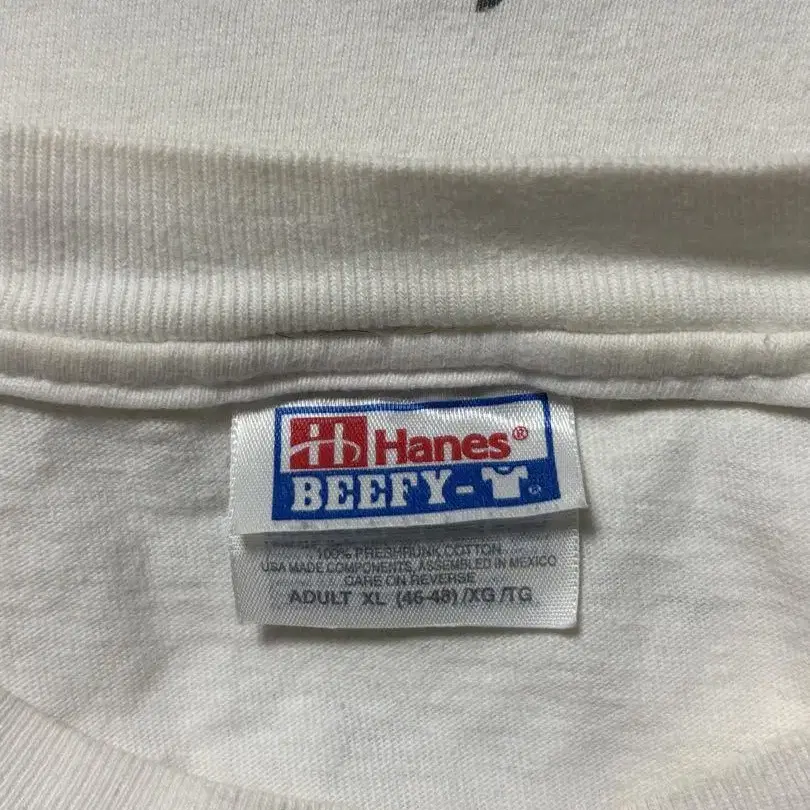 Hanes®
BEEFY-®
100% PRESHRUNK COTTON
USA MADE COMPONENTS, ASSEMBLED IN MEXICO
CARE ON REVERSE
ADULT XL (46-48) /XG /TG